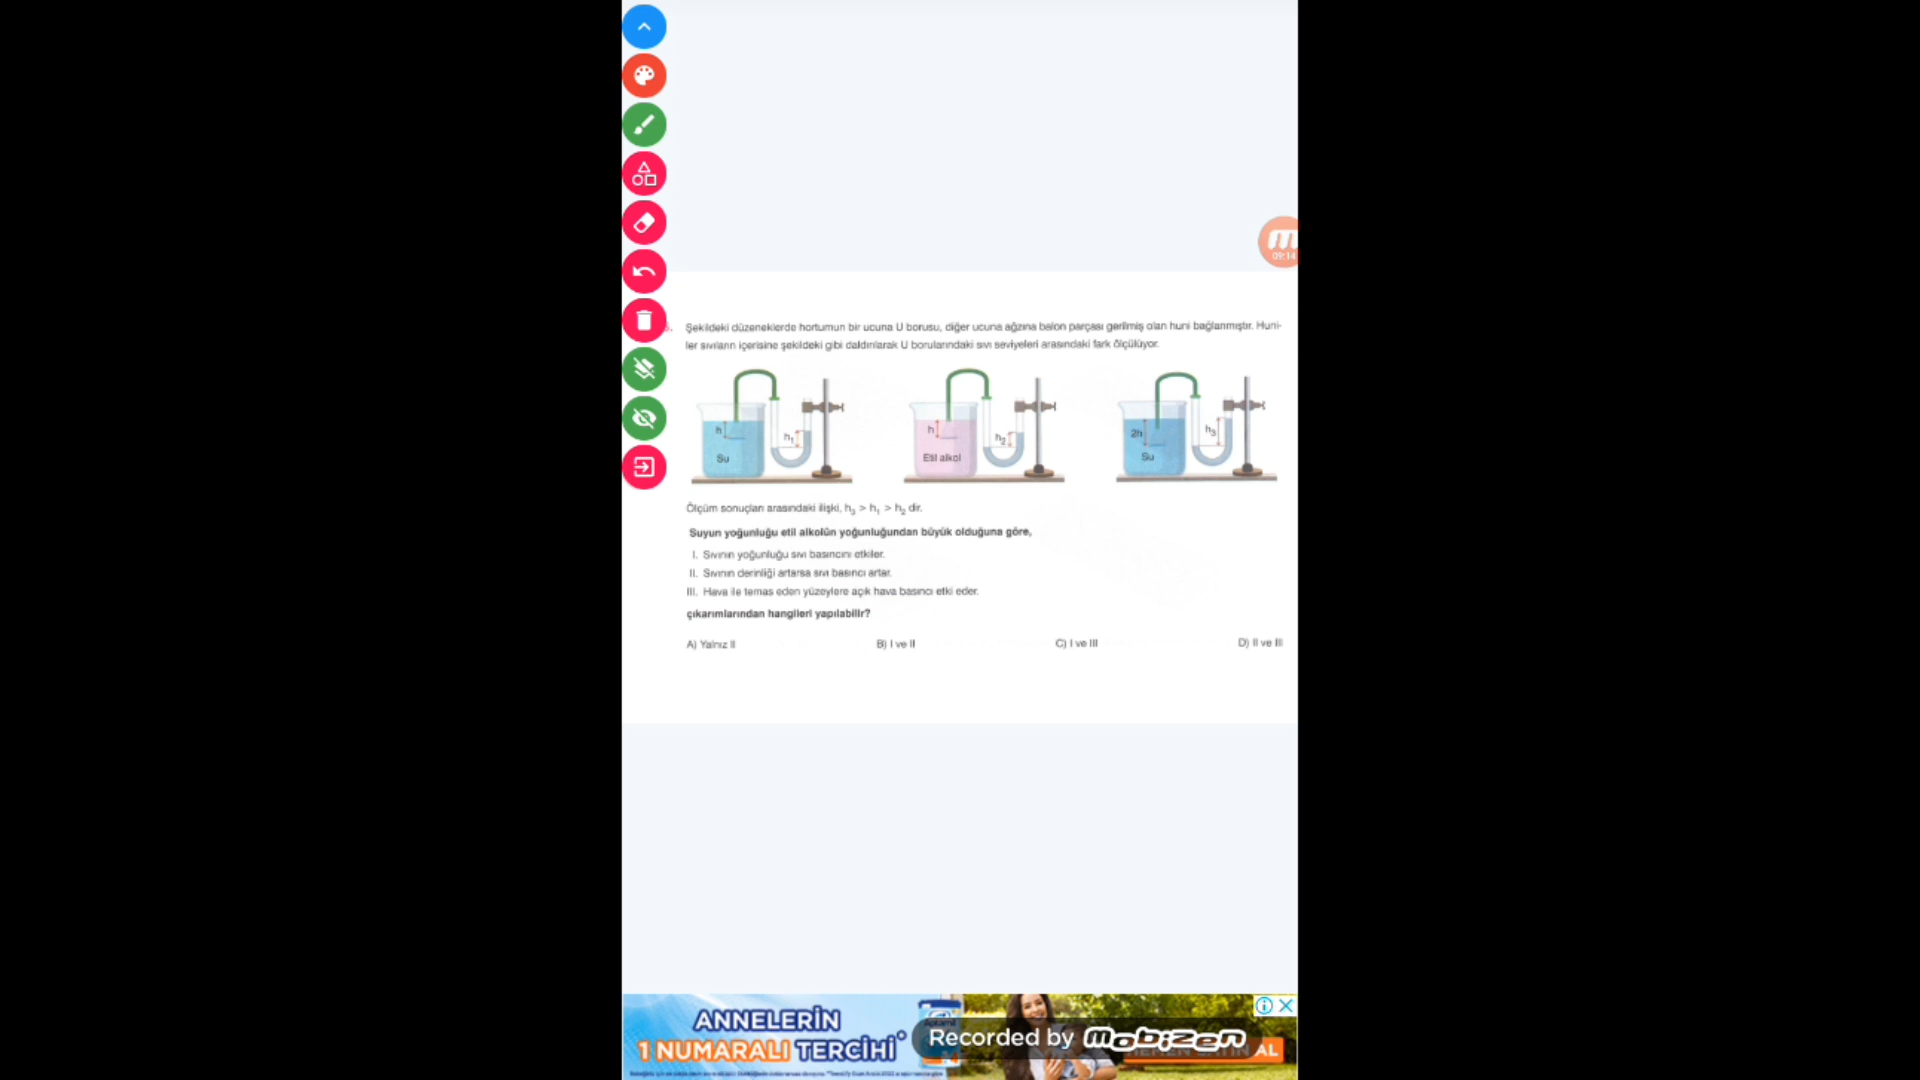 09:14
Şekildeki düzeneklerde hortumun bir ucuna U borusu, diğer ucuna ağzına balon parçası gerilmiş olan huni bağlanmıştır. Huni-
ler sıvıların içerisine şekildeki gibi daldırılarak U borularındaki sıvı seviyeleri arasındaki fark ölçülüyor.
h h₁ h h₂ 2h h₃
Su Etil alkol Su
Ölçüm sonuçları arasındaki ilişki, h₃ > h₁ > h₂ dir.
Suyun yoğunluğu etil alkolün yoğunluğundan büyük olduğuna göre,
I. Sıvının yoğunluğu sıvı basıncını etkiler.
II. Sıvının derinliği artarsa sıvı basıncı artar.
III. Hava ile temas eden yüzeylere açık hava basıncı etki eder.
çıkarımlarından hangileri yapılabilir?
A) Yalnız II B) I ve II C) I ve III D) II ve III
ANNELERİN
1 NUMARALI TERCİHİ*
Aptamil
Recorded by Mobizen
AL